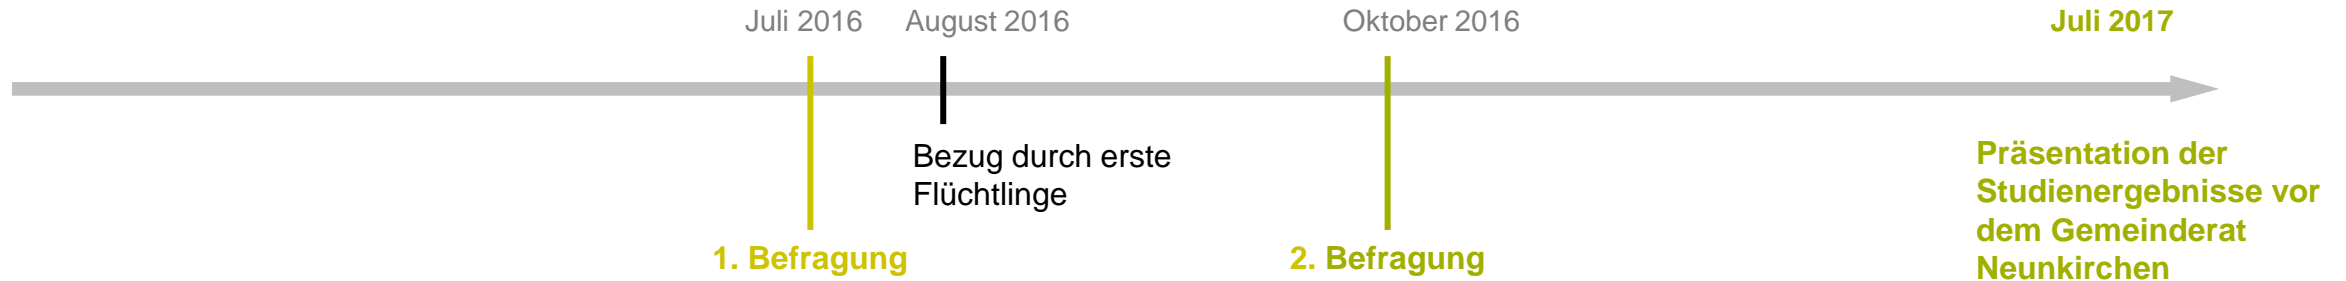 Juli 2016
August 2016
Oktober 2016
Juli 2017
Bezug durch erste
Flüchtlinge
1. Befragung
2. Befragung
Präsentation der
Studienergebnisse vor
dem Gemeinderat
Neunkirchen